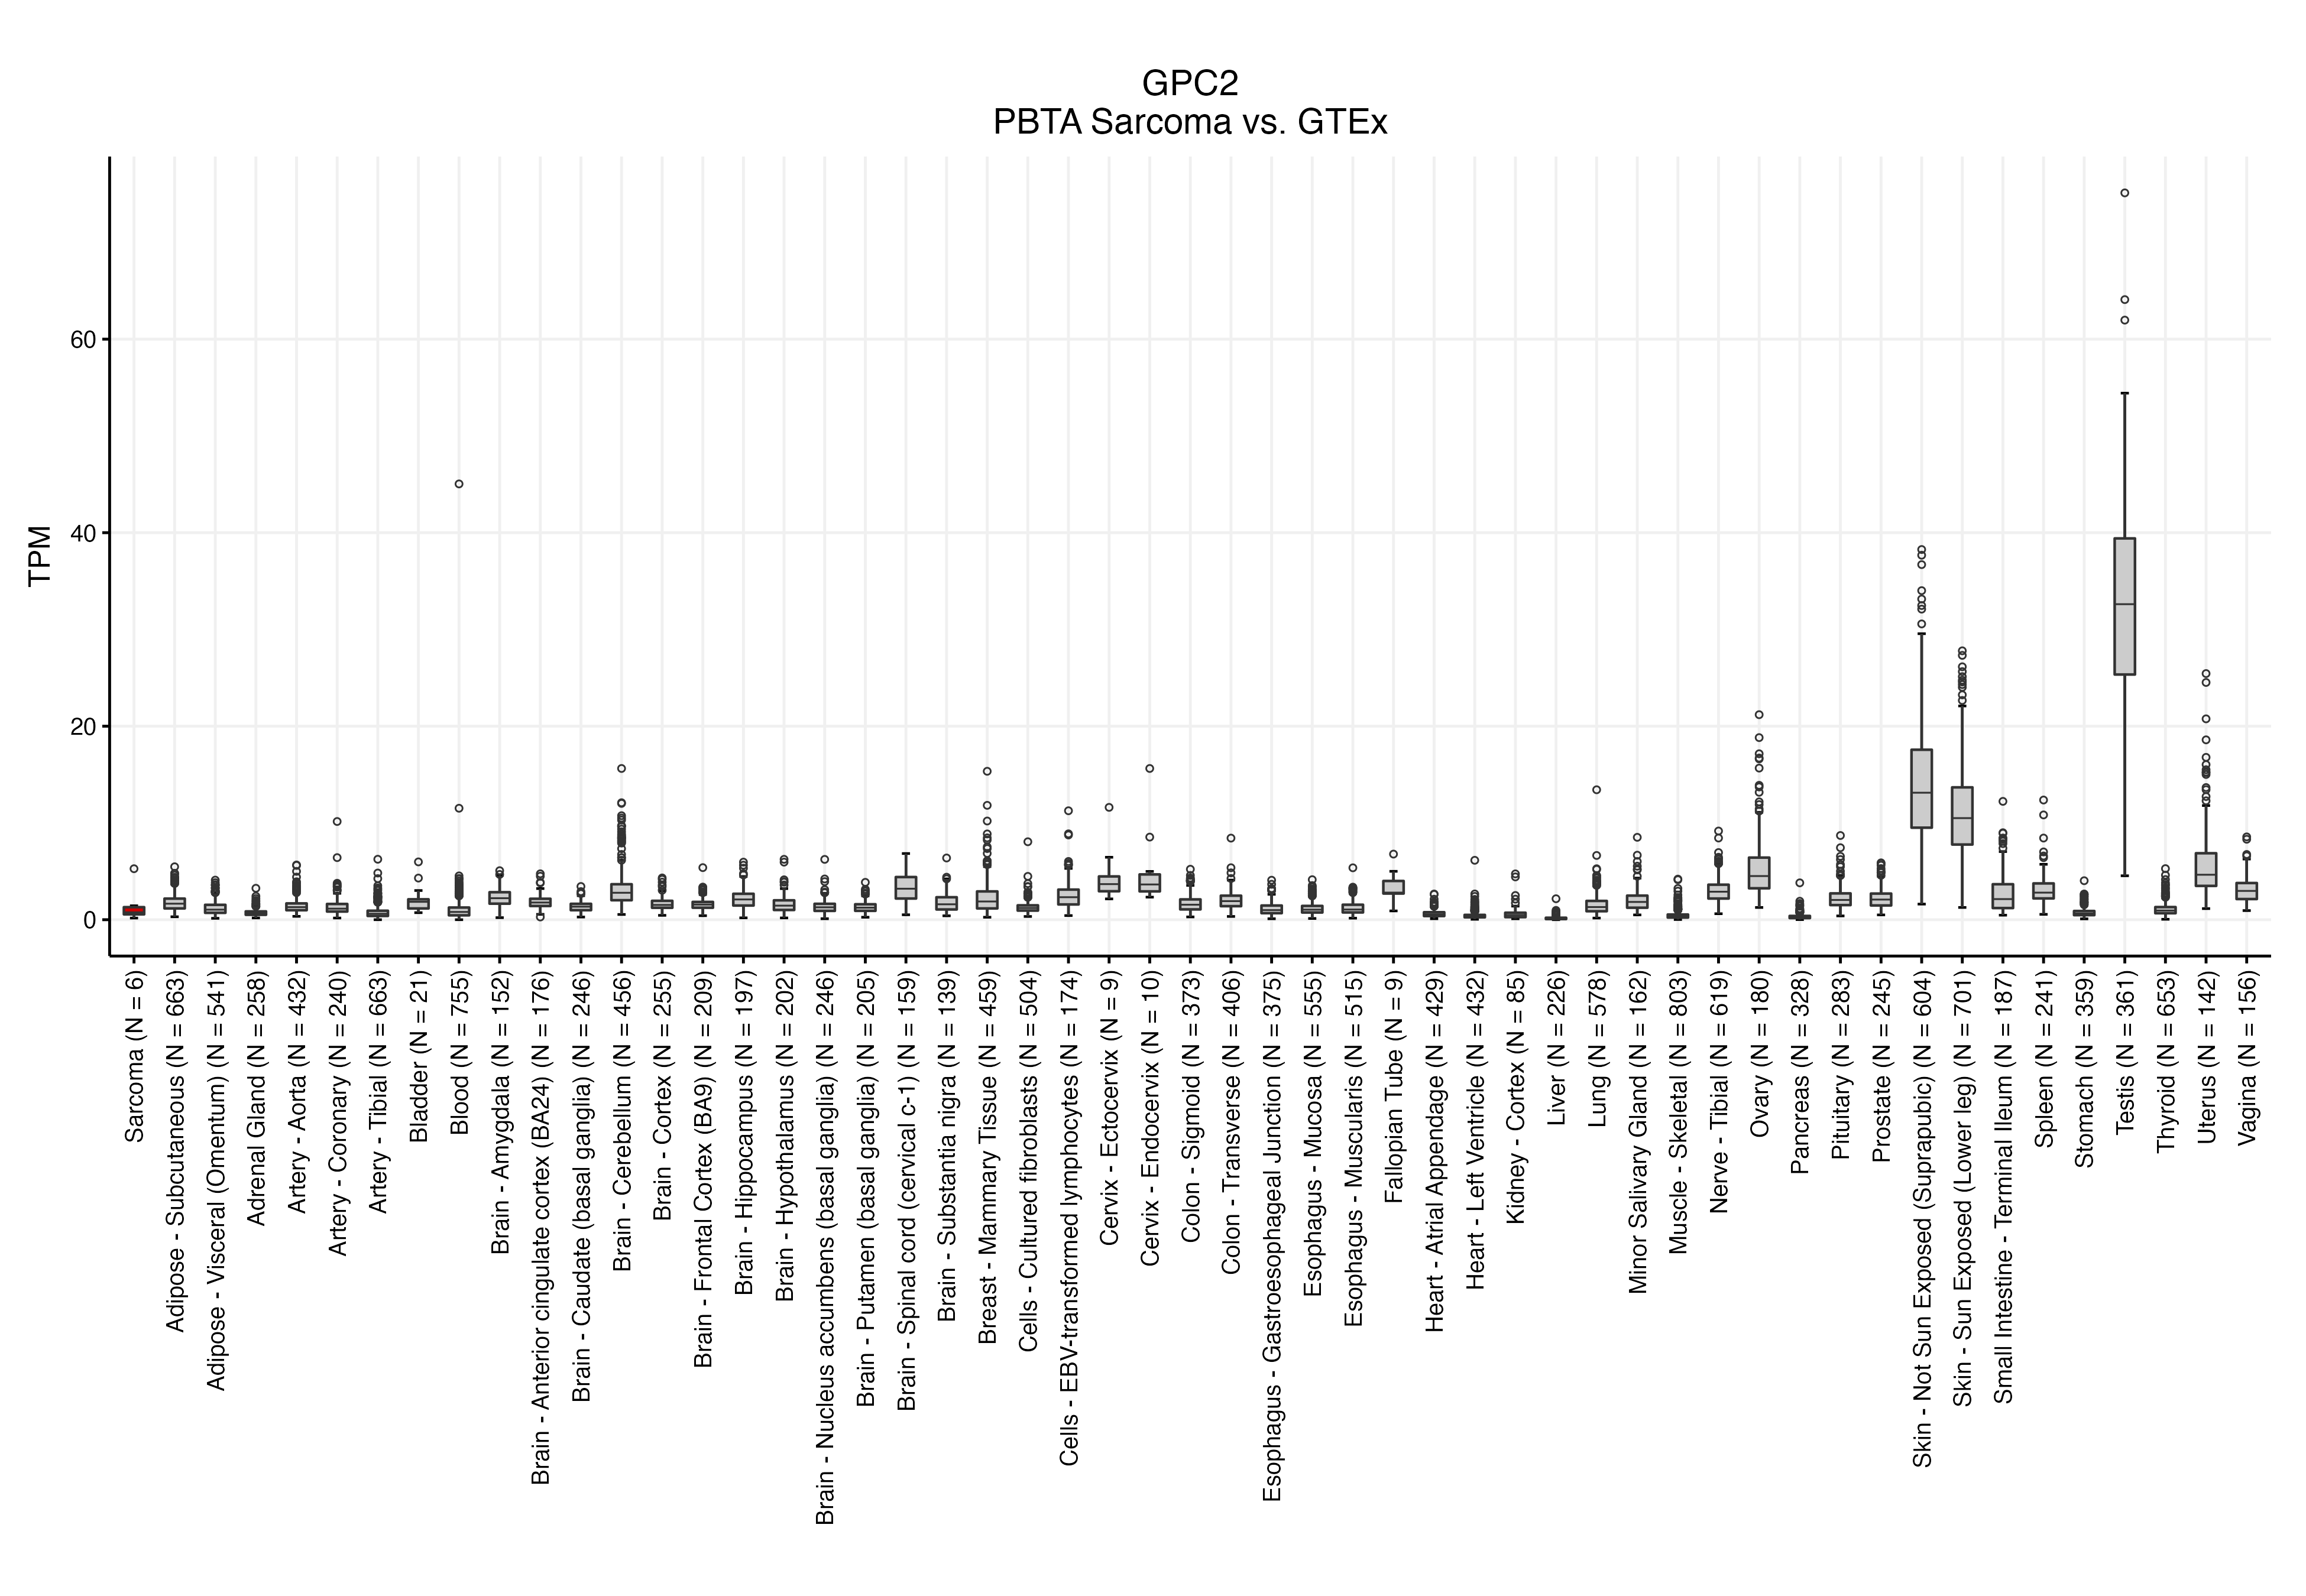 GPC2
PBTA Sarcoma vs. GTEx
TPM
60
40
20
0
Sarcoma (N = 6)
Adipose - Subcutaneous (N = 663)
Adipose - Visceral (Omentum) (N = 541)
Adrenal Gland (N = 258)
Artery - Aorta (N = 432)
Artery - Coronary (N = 240)
Artery - Tibial (N = 663)
Bladder (N = 21)
Blood (N = 755)
Brain - Amygdala (N = 152)
Brain - Anterior cingulate cortex (BA24) (N = 176)
Brain - Caudate (basal ganglia) (N = 246)
Brain - Cerebellum (N = 456)
Brain - Cortex (N = 255)
Brain - Frontal Cortex (BA9) (N = 209)
Brain - Hippocampus (N = 197)
Brain - Hypothalamus (N = 202)
Brain - Nucleus accumbens (basal ganglia) (N = 246)
Brain - Putamen (basal ganglia) (N = 205)
Brain - Spinal cord (cervical c-1) (N = 159)
Brain - Substantia nigra (N = 139)
Breast - Mammary Tissue (N = 459)
Cells - Cultured fibroblasts (N = 504)
Cells - EBV-transformed lymphocytes (N = 174)
Cervix - Ectocervix (N = 9)
Cervix - Endocervix (N = 10)
Colon - Sigmoid (N = 373)
Colon - Transverse (N = 406)
Esophagus - Gastroesophageal Junction (N = 375)
Esophagus - Mucosa (N = 555)
Esophagus - Muscularis (N = 515)
Fallopian Tube (N = 9)
Heart - Atrial Appendage (N = 429)
Heart - Left Ventricle (N = 432)
Kidney - Cortex (N = 85)
Liver (N = 226)
Lung (N = 578)
Minor Salivary Gland (N = 162)
Muscle - Skeletal (N = 803)
Nerve - Tibial (N = 619)
Ovary (N = 180)
Pancreas (N = 328)
Pituitary (N = 283)
Prostate (N = 245)
Skin - Not Sun Exposed (Suprapubic) (N = 604)
Skin - Sun Exposed (Lower leg) (N = 701)
Small Intestine - Terminal Ileum (N = 187)
Spleen (N = 241)
Stomach (N = 359)
Testis (N = 361)
Thyroid (N = 653)
Uterus (N = 142)
Vagina (N = 156)